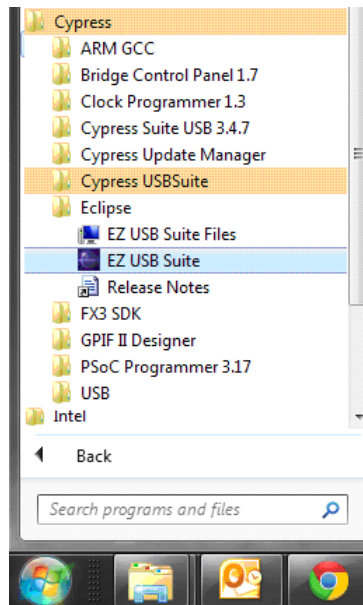 Cypress
ARM GCC
Bridge Control Panel 1.7
Clock Programmer 1.3
Cypress Suite USB 3.4.7
Cypress Update Manager
Cypress USBSuite
Eclipse
EZ USB Suite Files
EZ USB Suite
Release Notes
FX3 SDK
GPIF II Designer
PSoC Programmer 3.17
USB
Intel
Back
Search programs and files